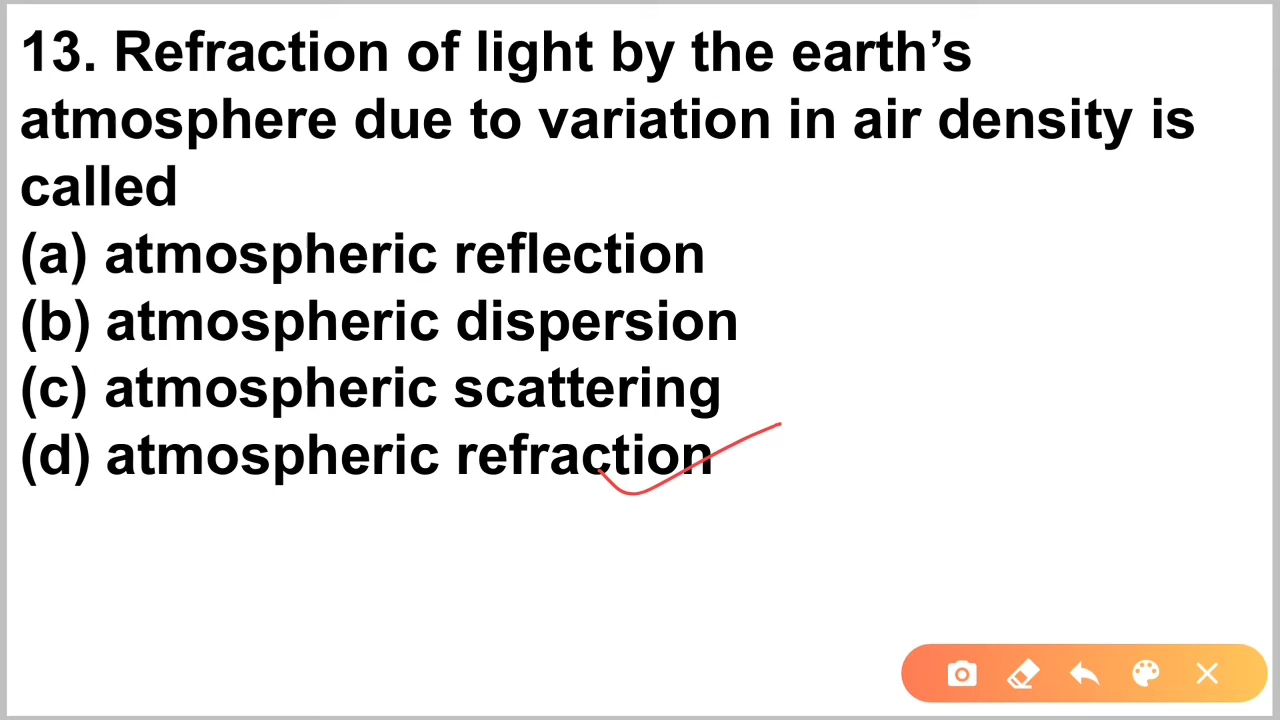 13. Refraction of light by the earth’s
atmosphere due to variation in air density is
called
(a) atmospheric reflection
(b) atmospheric dispersion
(c) atmospheric scattering
(d) atmospheric refraction